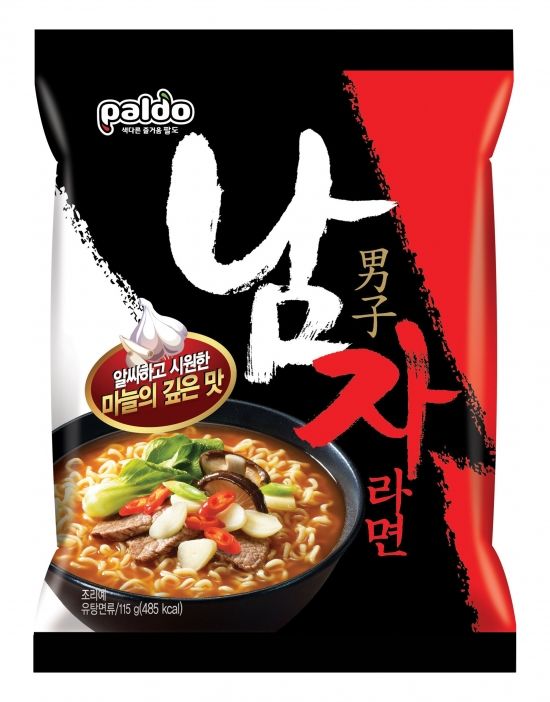 paldo
색다른 즐거움 팔도
남자
男子
라면
알싸하고 시원한
마늘의 깊은 맛
조리예
유탕면류/115 g(485 kcal)